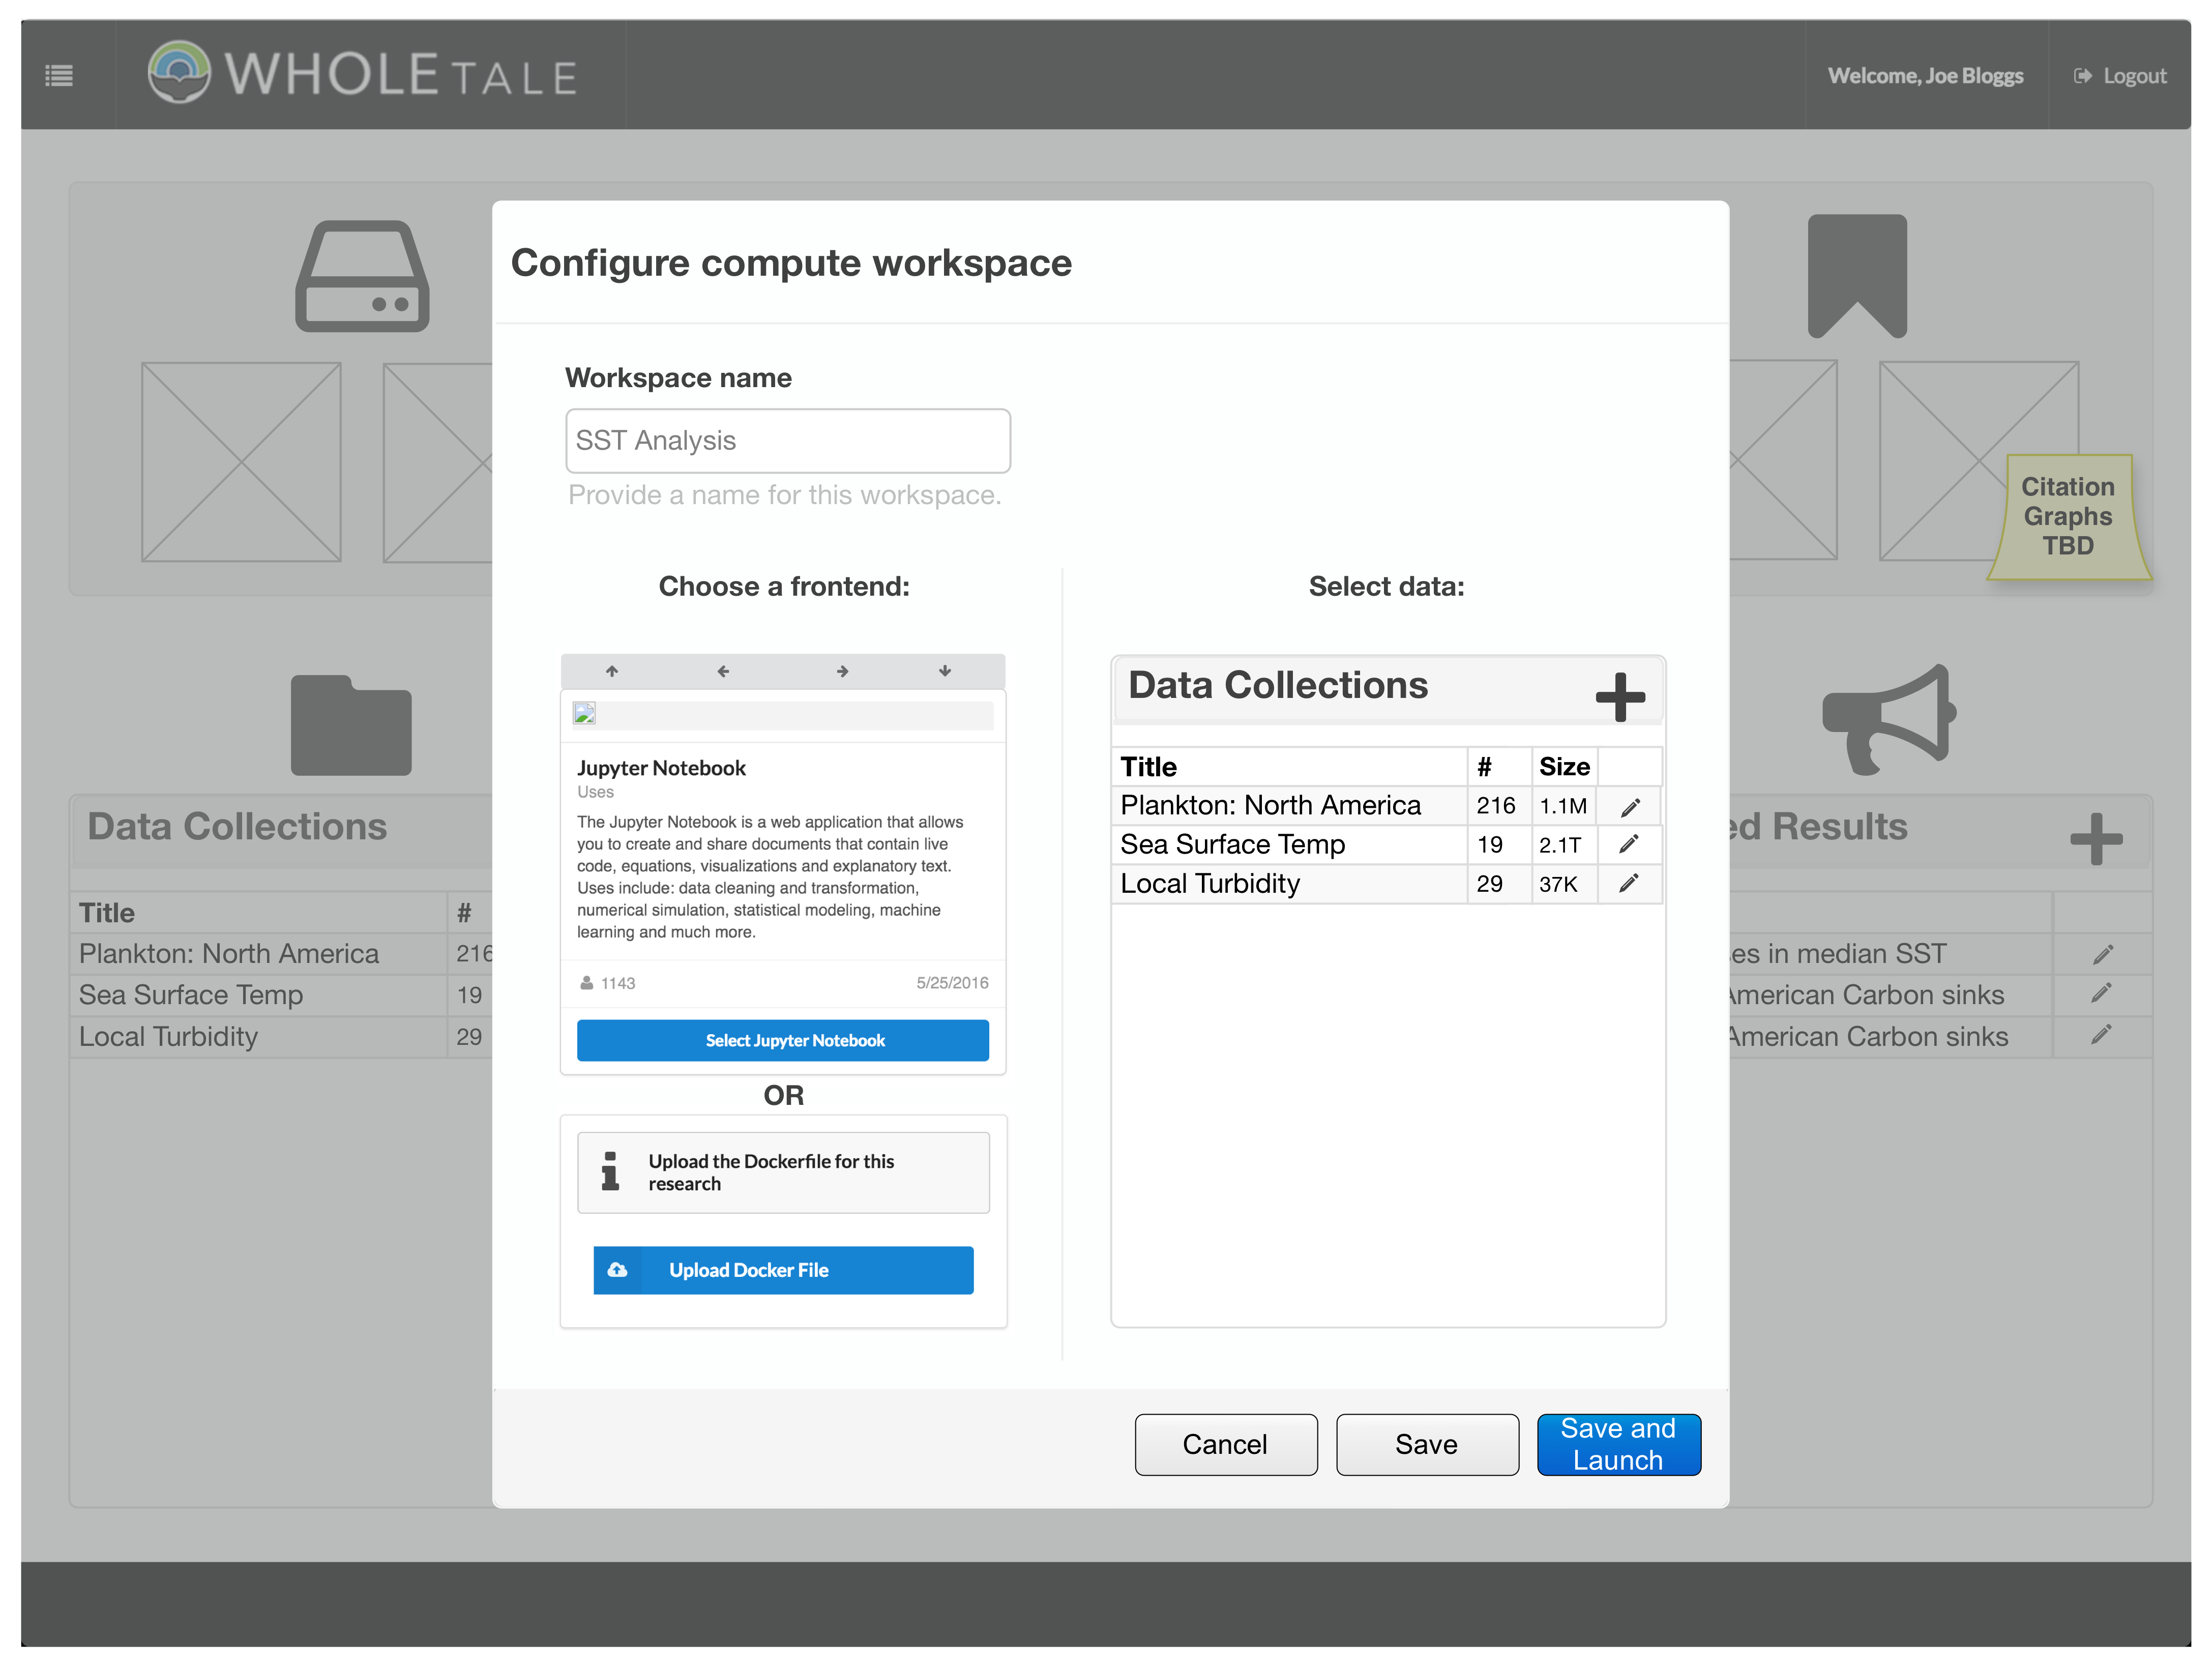 WHOLE TALE
Welcome, Joe Bloggs
Logout
Configure compute workspace
Workspace name
SST Analysis
Provide a name for this workspace.
Choose a frontend:
Jupyter Notebook
Uses
The Jupyter Notebook is a web application that allows
you to create and share documents that contain live
code, equations, visualizations and explanatory text.
Uses include: data cleaning and transformation,
numerical simulation, statistical modeling, machine
learning and much more.
1143 5/25/2016
Select Jupyter Notebook
OR
Upload the Dockerfile for this
research
Upload Docker File
Select data:
Data Collections
Title # Size
Plankton: North America 216 1.1M
Sea Surface Temp 19 2.1T
Local Turbidity 29 37K
Cancel
Save
Save and
Launch
Citation
Graphs
TBD
Data Collections
Title #
Plankton: North America 216
Sea Surface Temp 19
Local Turbidity 29
Results
in median SST
American Carbon sinks
American Carbon sinks